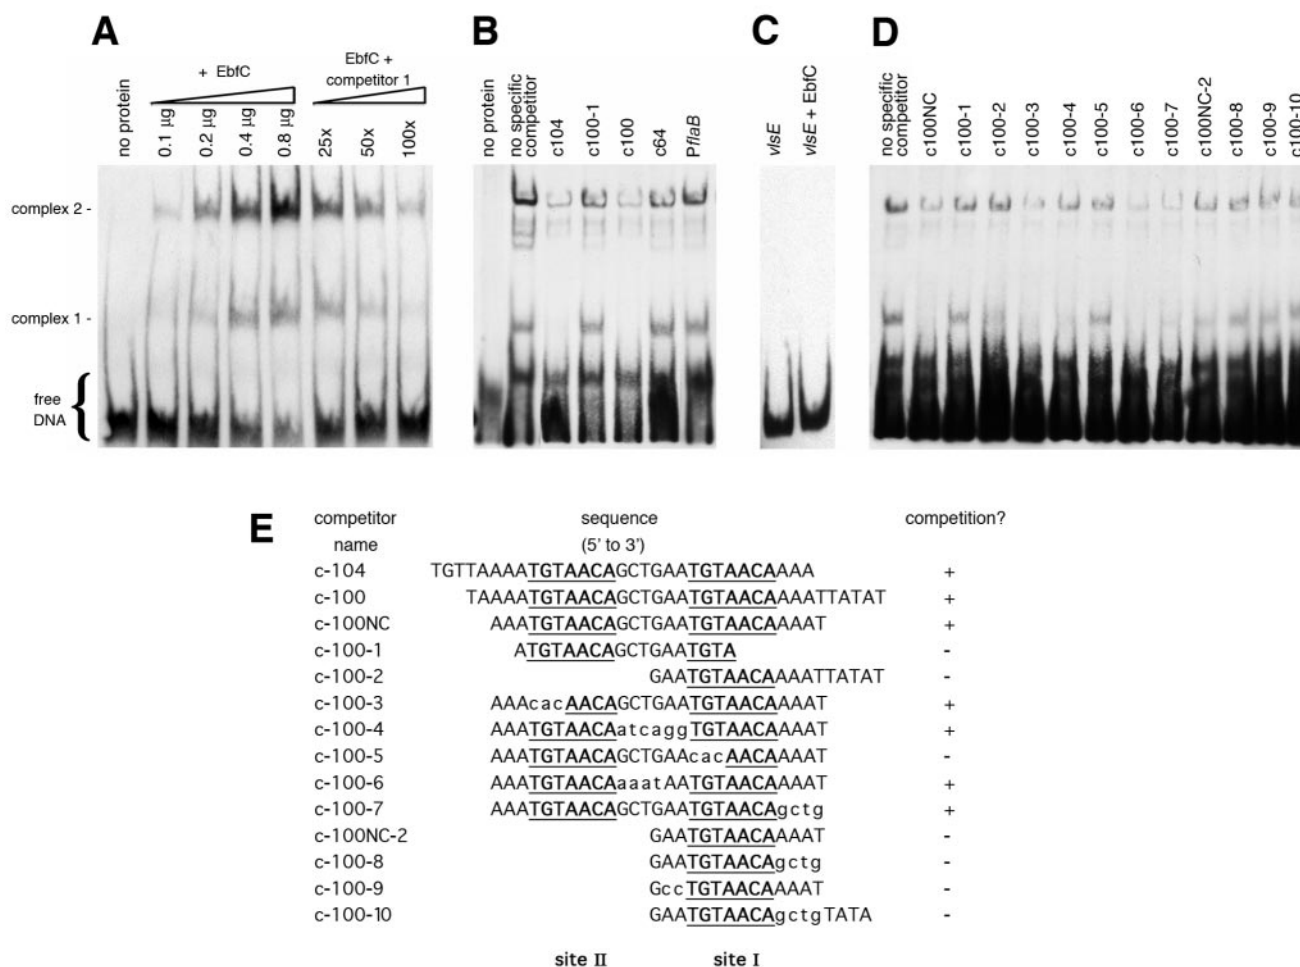 A
B
C
D
+ EbfC
EbfC +
competitor 1
no protein
0.1 µg
0.2 µg
0.4 µg
0.8 µg
25x
50x
100x
no protein
no specific
competitor
c104
c100-1
c100
c64
PflaB
vlsE
vlsE + EbfC
no specific
competitor
c100NC
c100-1
c100-2
c100-3
c100-4
c100-5
c100-6
c100-7
c100NC-2
c100-8
c100-9
c100-10
complex 2 -
complex 1 -
free
DNA
E
competitor name
sequence (5' to 3')
competition?
c-104 TGTTAAAATGTAACAGCTGAATGTAACAAAA +
c-100 TAAAATGTAACAGCTGAATGTAACAAAATTATAT +
c-100NC AAATGTAACAGCTGAATGTAACAAAAT +
c-100-1 ATGTAACAGCTGAATGTA -
c-100-2 GAATGTAACAAAATTATAT -
c-100-3 AAAcacAACAGCTGAATGTAACAAAAT +
c-100-4 AAATGTAACAatcaggTGTAACAAAAT +
c-100-5 AAATGTAACAGCTGAAcacAACAAAAT -
c-100-6 AAATGTAACAaaatAATGTAACAAAAT +
c-100-7 AAATGTAACAGCTGAATGTAACAgctg +
c-100NC-2 GAATGTAACAAAAT -
c-100-8 GAATGTAACAgctg -
c-100-9 GccTGTAACAAAAT -
c-100-10 GAATGTAACAgctgTATA -
site II site I